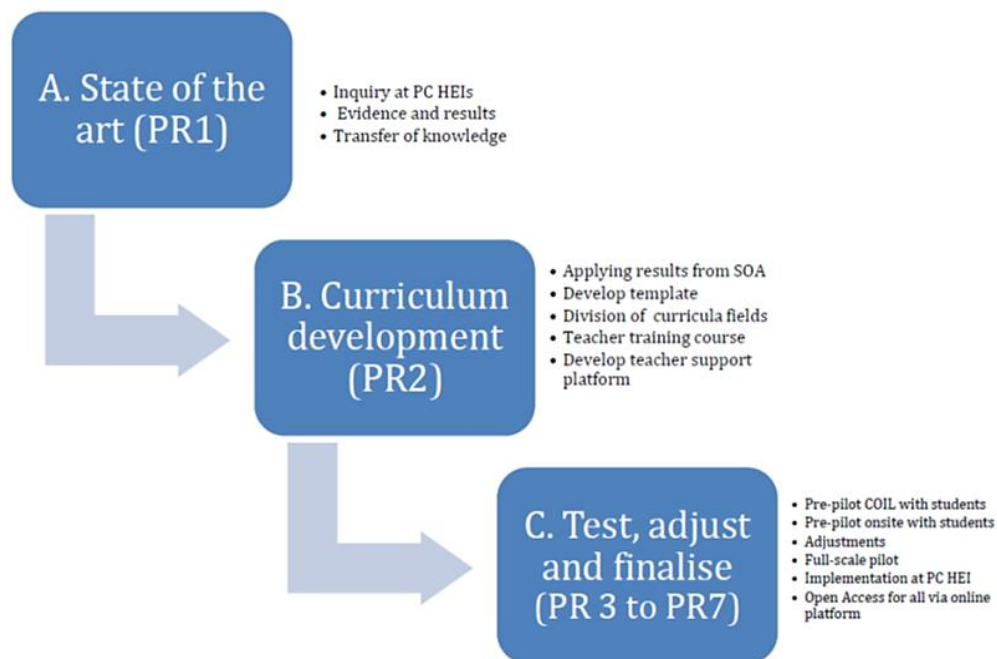 A. State of the
art (PR1)
• Inquiry at PC HEIs
• Evidence and results
• Transfer of knowledge
B. Curriculum
development
(PR2)
• Applying results from SOA
• Develop template
• Division of curricula fields
• Teacher training course
• Develop teacher support
platform
C. Test, adjust
and finalise
(PR 3 to PR7)
• Pre-pilot COIL with students
• Pre-pilot onsite with students
• Adjustments
• Full-scale pilot
• Implementation at PC HEI
• Open Access for all via online
platform